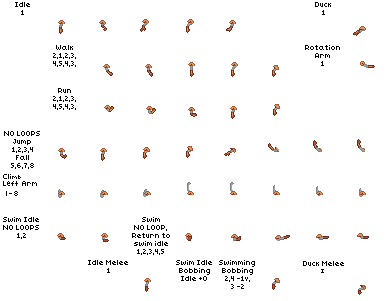 Idle
1
Duck
1
Walk
2,1,2,3,
4,5,4,3,
Rotation
Arm
1
Run
2,1,2,3,
4,5,4,3,
NO LOOPS
Jump
1,2,3,4
Fall
5,6,7,8
Climb
Left Arm
1-8
Swim Idle
NO LOOPS
1,2
Swim
NO LOOP,
Return to
swim idle
1,2,3,4,5
Swim Idle
Bobbing
Idle +0
Swimming
Bobbing
2,4 -1v,
3 -2
Idle Melee
1
Duck Melee
1